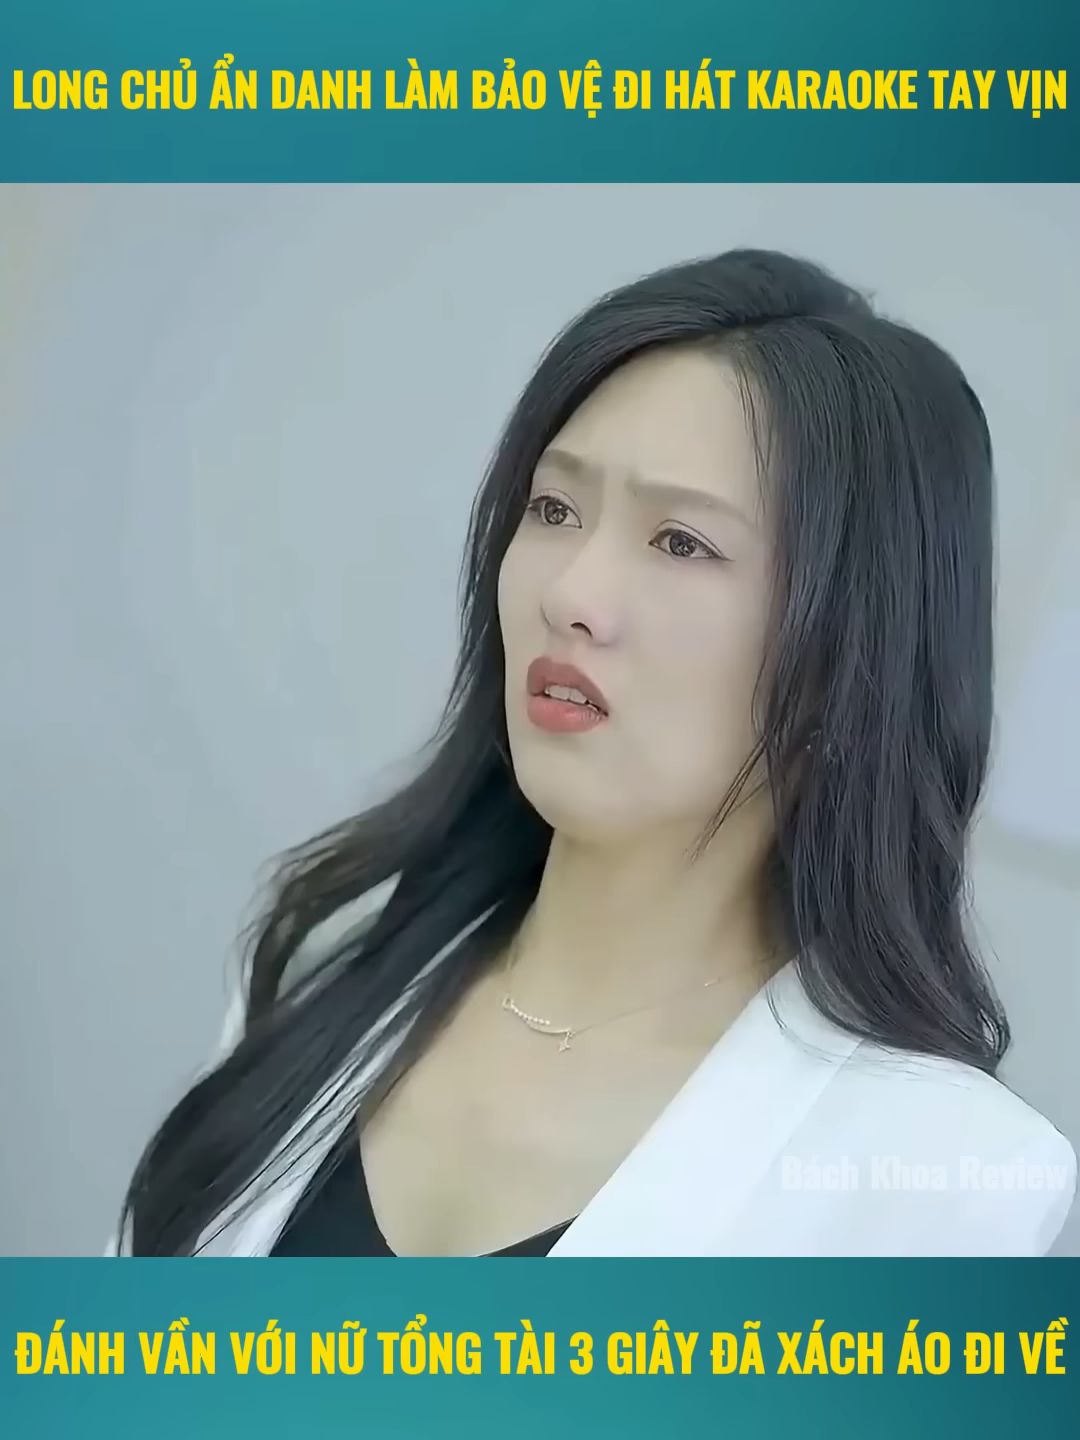 LONG CHỦ ẨN DANH LÀM BẢO VỆ ĐI HÁT KARAOKE TAY VỊN
Bách Khoa Review
ĐÁNH VẦN VỚI NỮ TỔNG TÀI 3 GIÂY ĐÃ XÁCH ÁO ĐI VỀ